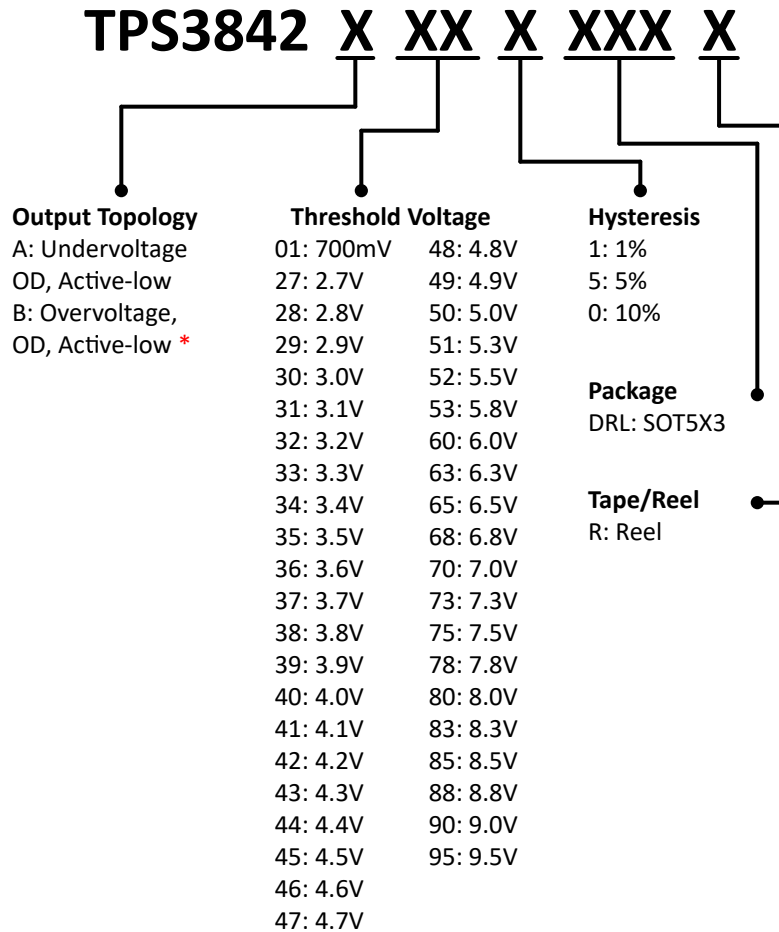 TPS3842 X XX X XXX X
Output Topology
A: Undervoltage
OD, Active-low
B: Overvoltage,
OD, Active-low *
Threshold Voltage
01: 700mV
27: 2.7V
28: 2.8V
29: 2.9V
30: 3.0V
31: 3.1V
32: 3.2V
33: 3.3V
34: 3.4V
35: 3.5V
36: 3.6V
37: 3.7V
38: 3.8V
39: 3.9V
40: 4.0V
41: 4.1V
42: 4.2V
43: 4.3V
44: 4.4V
45: 4.5V
46: 4.6V
47: 4.7V
48: 4.8V
49: 4.9V
50: 5.0V
51: 5.3V
52: 5.5V
53: 5.8V
60: 6.0V
63: 6.3V
65: 6.5V
68: 6.8V
70: 7.0V
73: 7.3V
75: 7.5V
78: 7.8V
80: 8.0V
83: 8.3V
85: 8.5V
88: 8.8V
90: 9.0V
95: 9.5V
Hysteresis
1: 1%
5: 5%
0: 10%
Package
DRL: SOT5X3
Tape/Reel
R: Reel